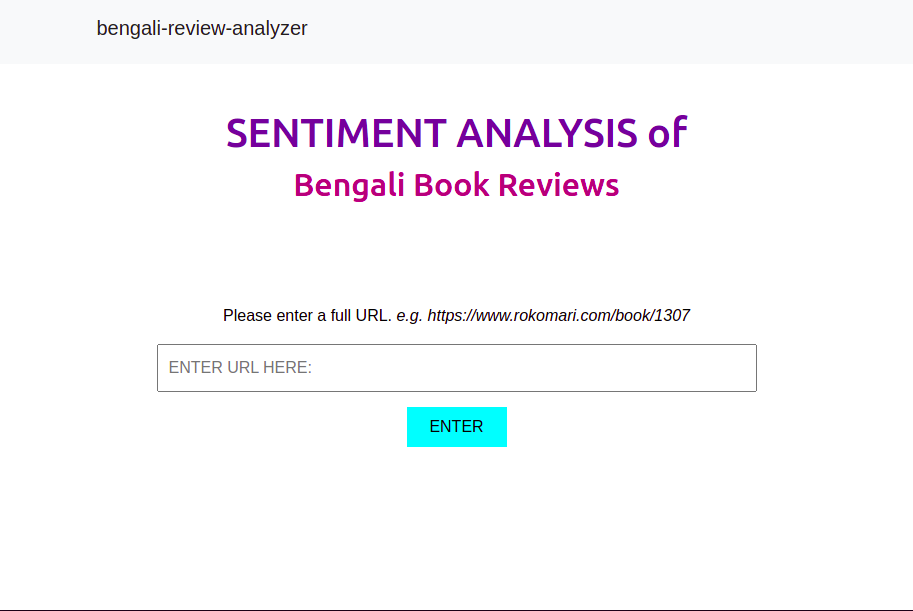 bengali-review-analyzer
SENTIMENT ANALYSIS of
Bengali Book Reviews
Please enter a full URL. e.g. https://www.rokomari.com/book/1307
ENTER URL HERE:
ENTER